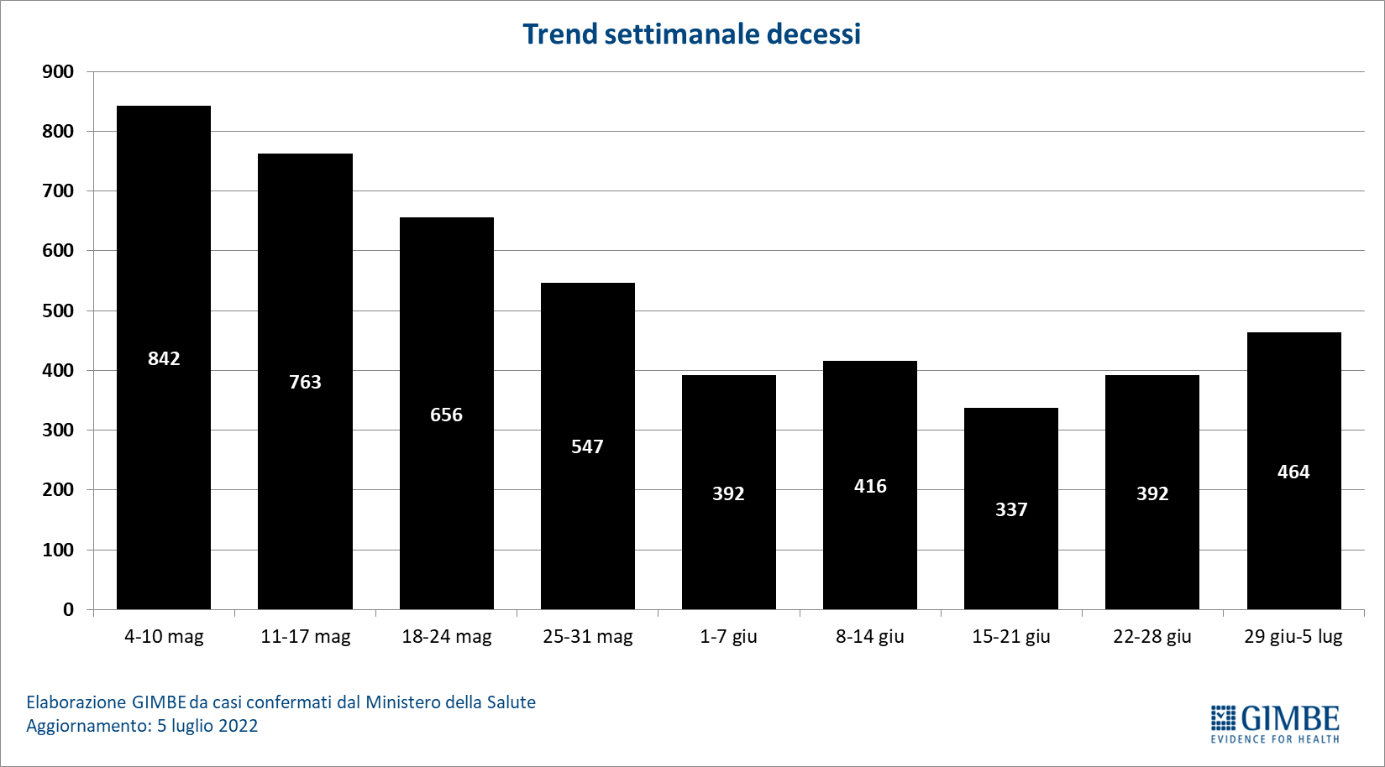 Trend settimanale decessi
900
800
700
600
500
400
300
200
100
0
842
763
656
547
392
416
337
392
464
4-10 mag
11-17 mag
18-24 mag
25-31 mag
1-7 giu
8-14 giu
15-21 giu
22-28 giu
29 giu-5 lug
Elaborazione GIMBE da casi confermati dal Ministero della Salute
Aggiornamento: 5 luglio 2022
GIMBE
EVIDENCE FOR HEALTH